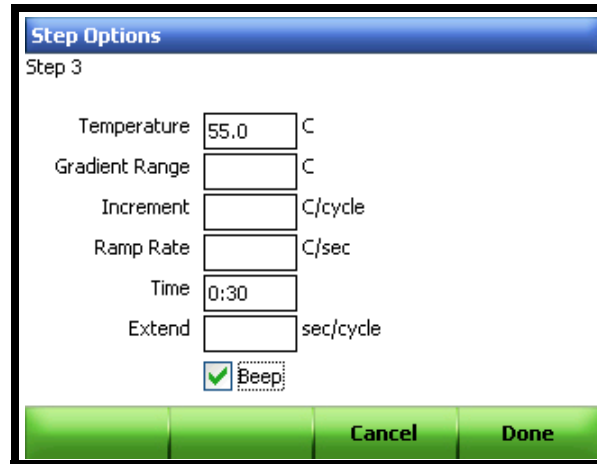 Step Options
Step 3
Temperature 55.0 C
Gradient Range C
Increment C/cycle
Ramp Rate C/sec
Time 0:30
Extend sec/cycle
Beep
Cancel Done